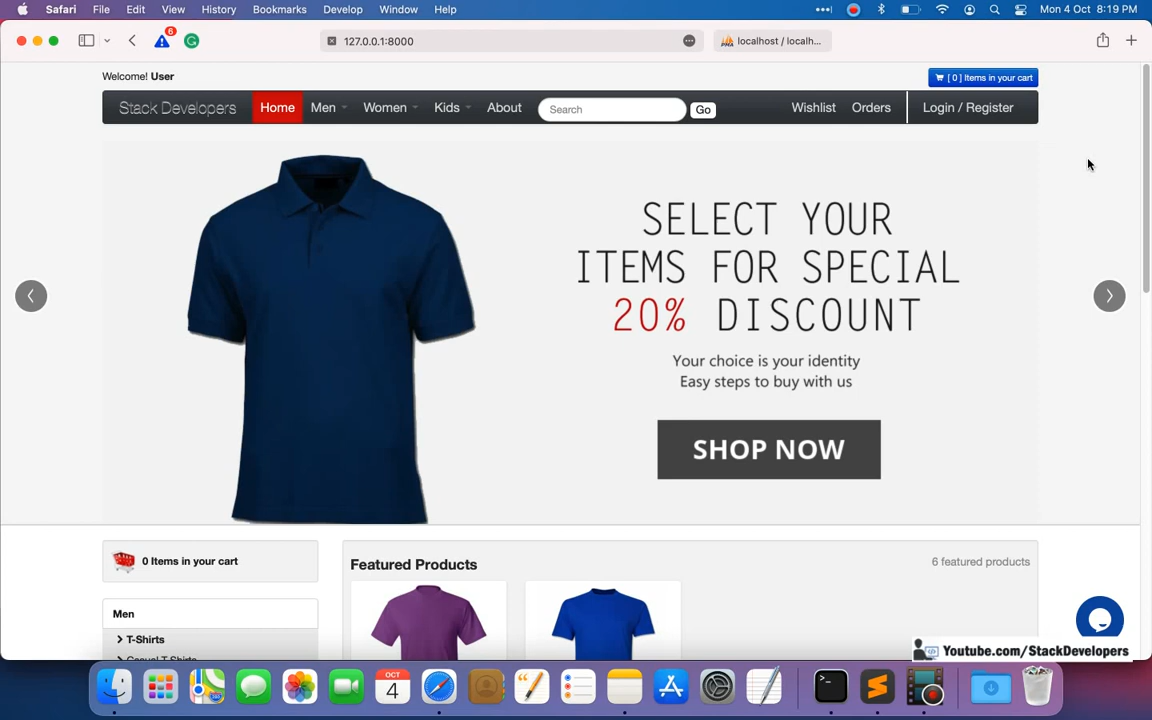 Safari File Edit View History Bookmarks Develop Window Help Mon 4 Oct 8:19 PM
6 127.0.0.1:8000 localhost / localh...
Welcome! User [ 0 ] Items in your cart
Stack Developers Home Men Women Kids About Search Go Wishlist Orders Login / Register
SELECT YOUR
ITEMS FOR SPECIAL
20% DISCOUNT
Your choice is your identity
Easy steps to buy with us
SHOP NOW
0 Items in your cart
Featured Products 6 featured products
Men
T-Shirts
Casual T-Shirts
Youtube.com/StackDevelopers
OCT
4